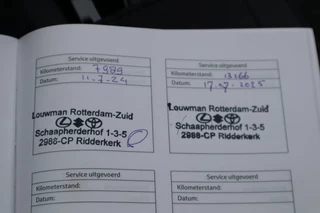 Service uitgevoerd
Kilometerstand: 7989
Datum: 11-7-24
Louwman Rotterdam-Zuid
Schaapherderhof 1-3-5
2988-CP Ridderkerk
Service uitgevoerd
Kilometerstand: 13166
Datum: 17-07-2025
Louwman Rotterdam-Zuid
Schaapherderhof 1-3-5
2988-CP Ridderkerk
Service uitgevoerd
Kilometerstand:
Datum:
Service uitgevoerd
Kilometerstand:
Datum: